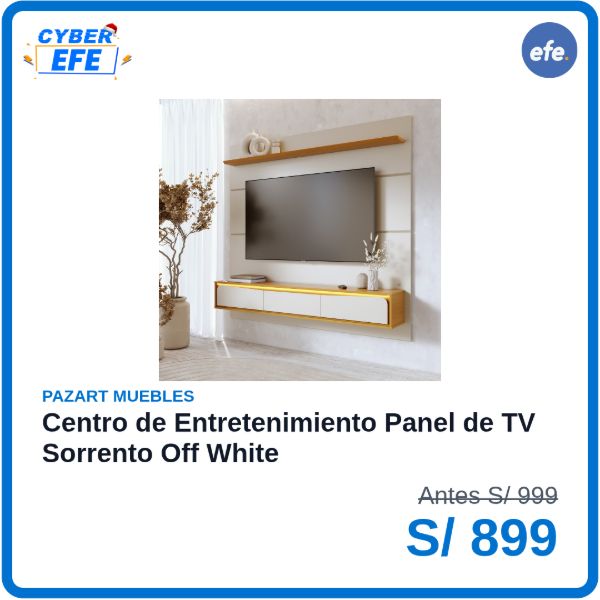 CYBER
EFE
efe.
PAZART MUEBLES
Centro de Entretenimiento Panel de TV
Sorrento Off White
Antes S/ 999
S/ 899